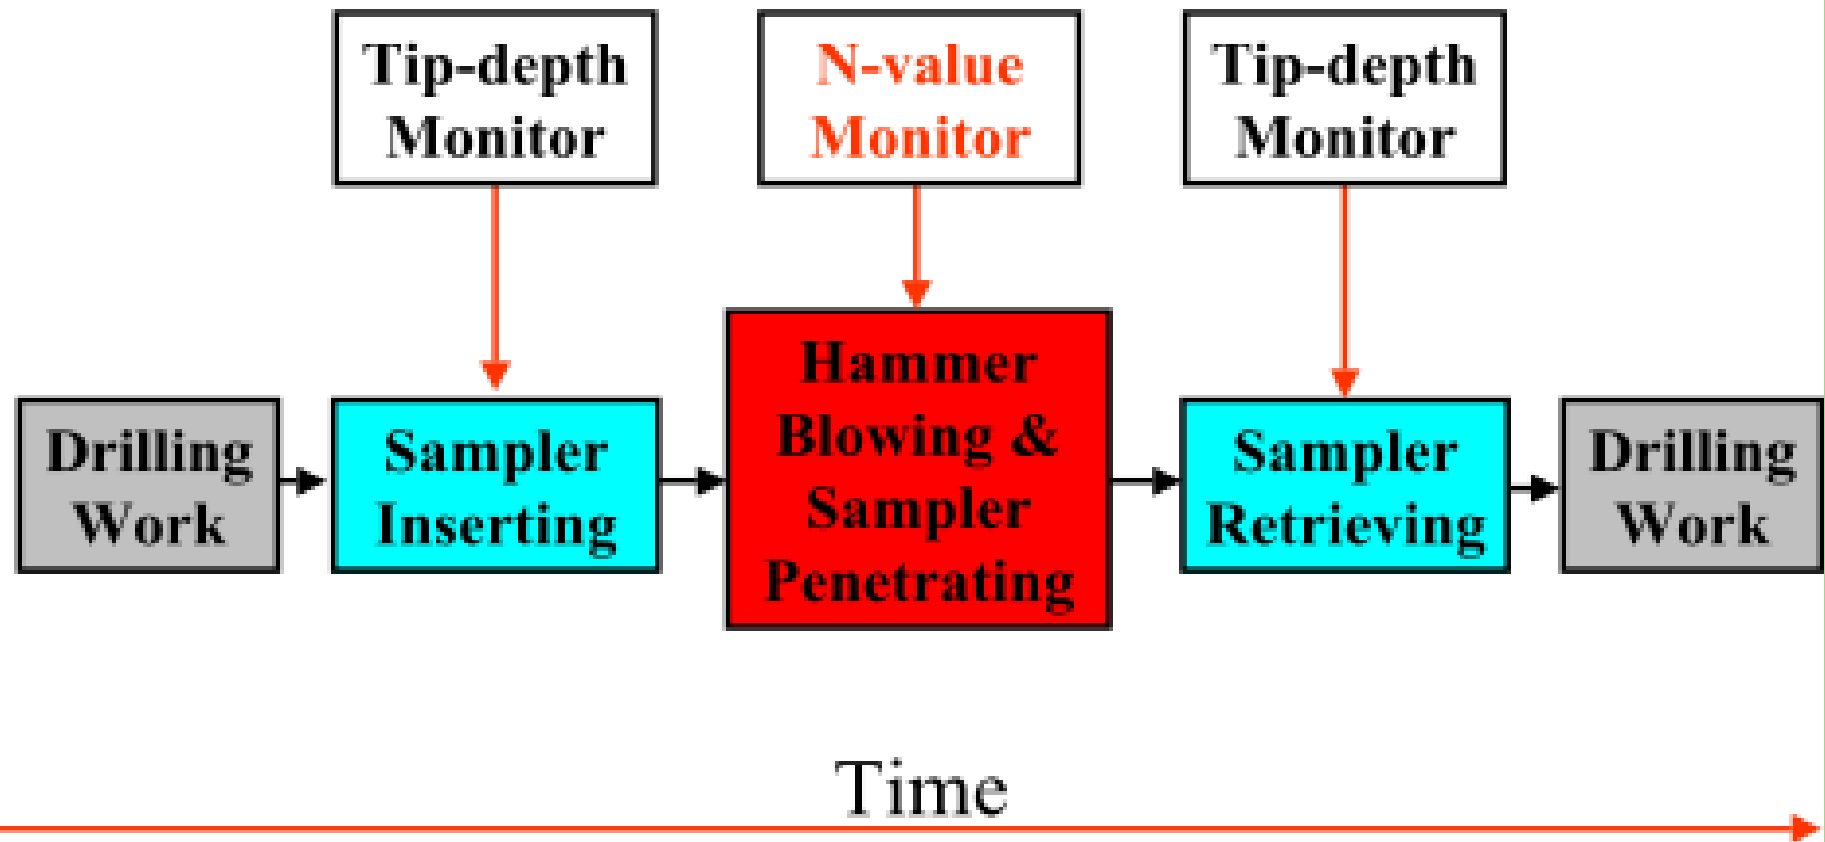 Tip-depth
Monitor
N-value
Monitor
Tip-depth
Monitor
Drilling
Work
Sampler
Inserting
Hammer
Blowing &
Sampler
Penetrating
Sampler
Retrieving
Drilling
Work
Time